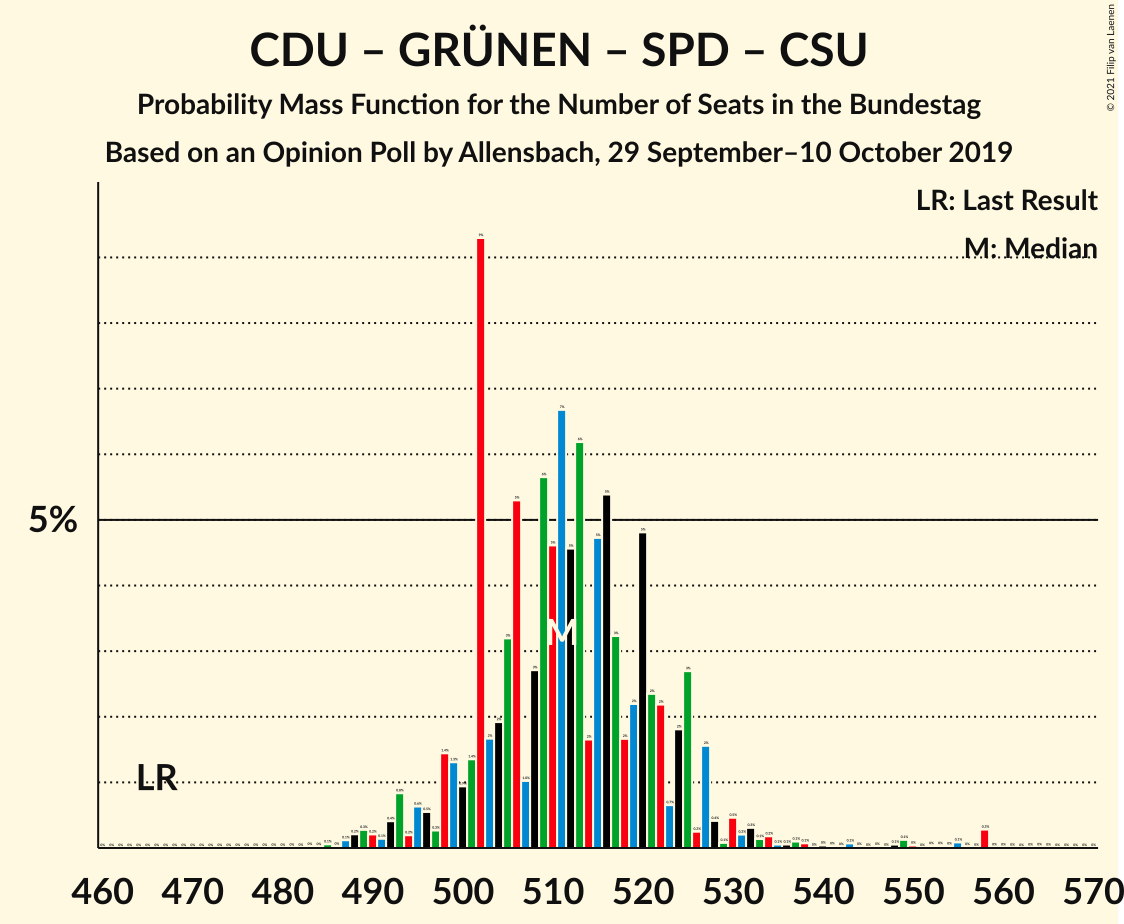 CDU – GRÜNEN – SPD – CSU
Probability Mass Function for the Number of Seats in the Bundestag
Based on an Opinion Poll by Allensbach, 29 September–10 October 2019
© 2021 Filip van Laenen
LR: Last Result
M: Median
5%
LR
M
460 470 480 490 500 510 520 530 540 550 560 570